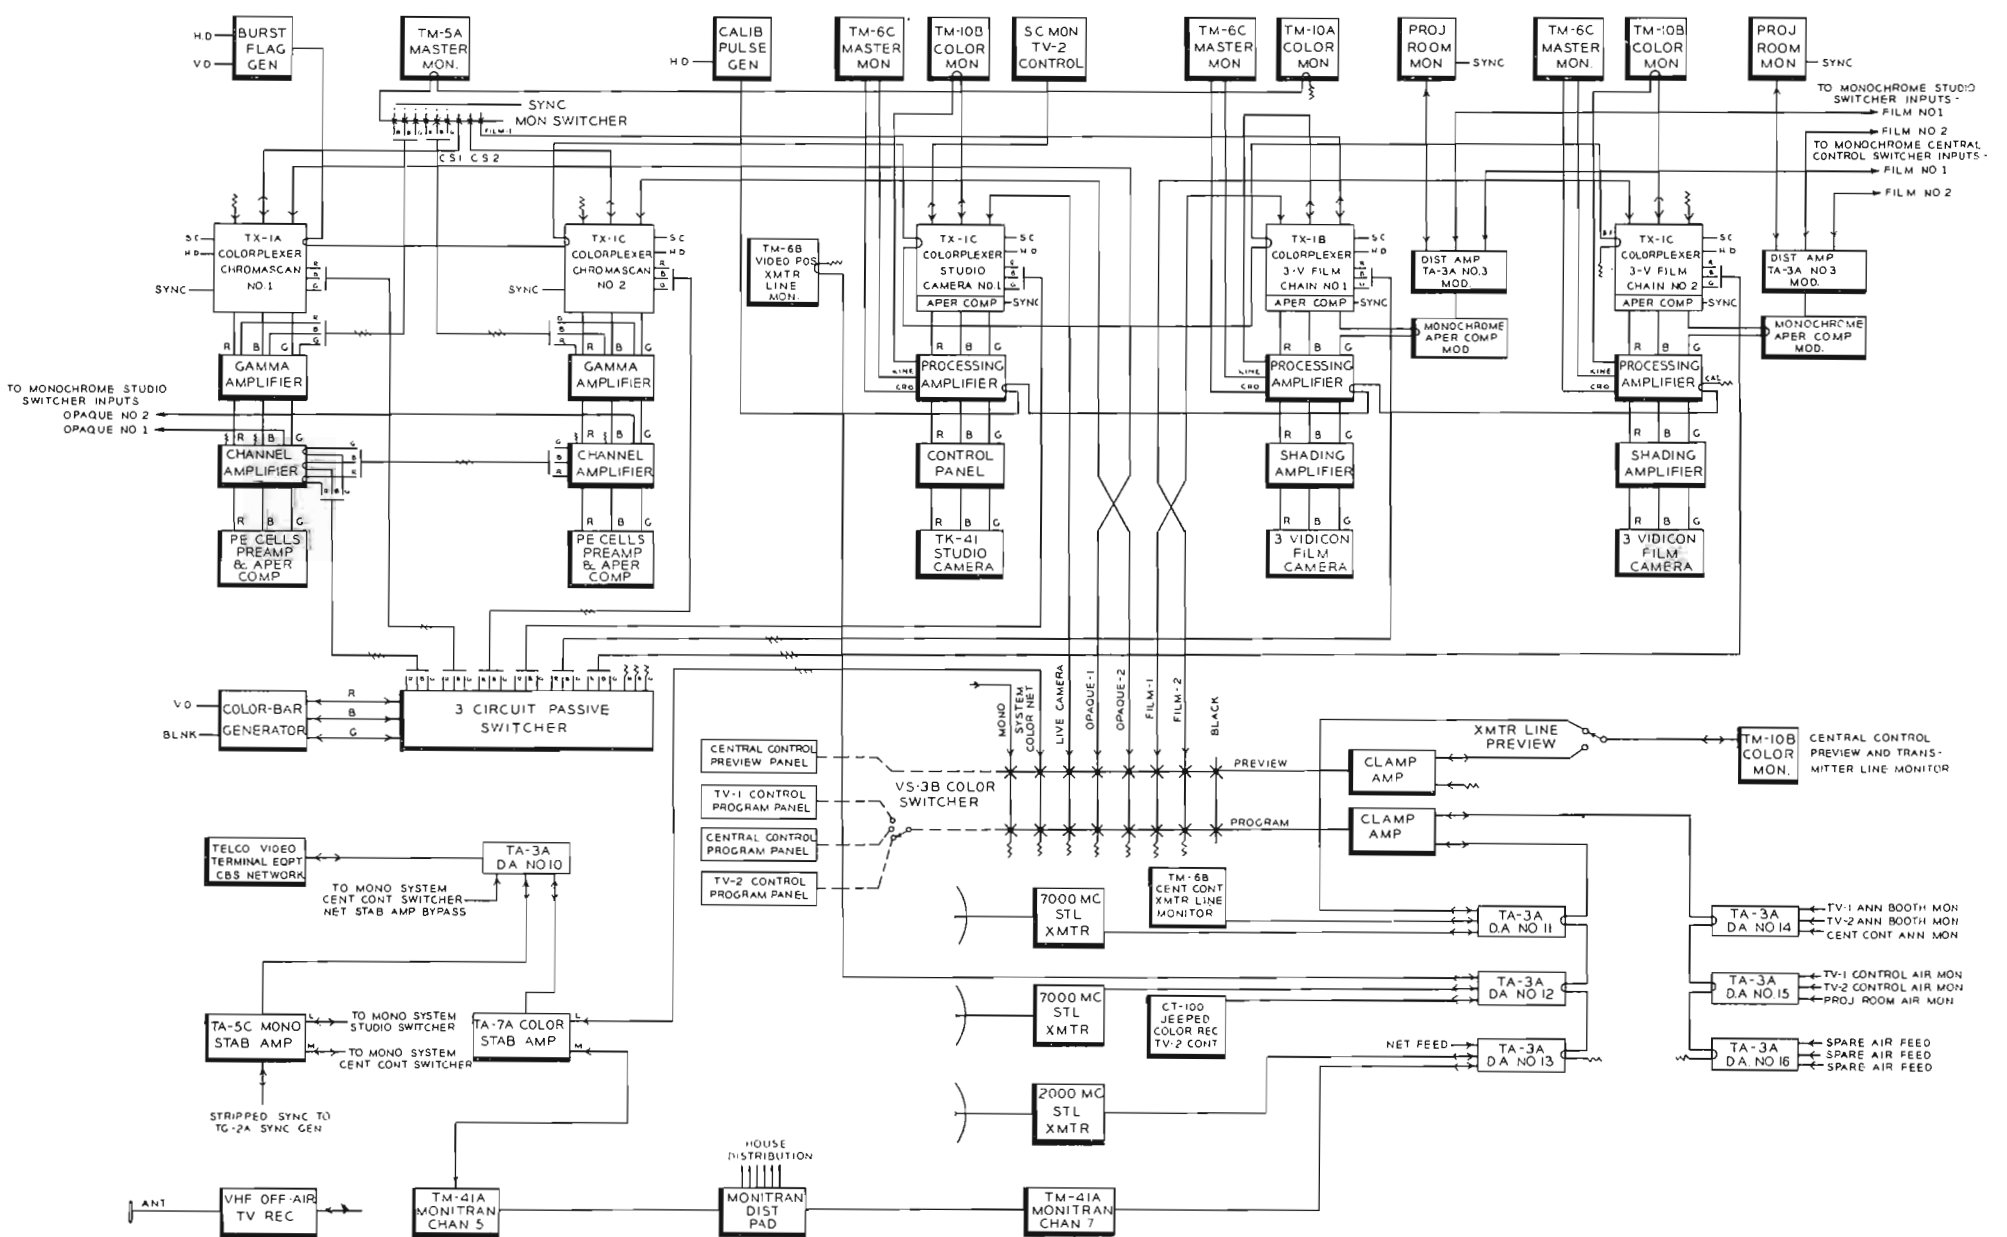 H.D
V D
BURST
FLAG
GEN
TM-5A
MASTER
MON.
H D
CALIB
PULSE
GEN
TM-6C
MASTER
MON
TM-10B
COLOR
MON
SC MON
TV-2
CONTROL
TM-6C
MASTER
MON
TM-10A
COLOR
MON
PROJ
ROOM
MON
SYNC
TM-6C
MASTER
MON.
TM-10B
COLOR
MON
PROJ
ROOM
MON
SYNC
SYNC
MON SWITCHER
FILM-1
CS1 CS2
TO MONOCHROME STUDIO
SWITCHER INPUTS -
FILM NO1
FILM NO 2
TO MONOCHROME CENTRAL
CONTROL SWITCHER INPUTS -
FILM NO 1
FILM NO 2
SC
HD
SYNC
TX-1A
COLORPLEXER
CHROMASCAN
NO.1
R
B
G
SYNC
TX-1C
COLORPLEXER
CHROMASCAN
NO 2
SC
HD
R
B
G
TM-6B
VIDEO POS
XMTR
LINE
MON.
TX-1C
COLORPLEXER
STUDIO
CAMERA NO.1
APER COMP
SC
HD
R
B
G
SYNC
TX-1B
COLORPLEXER
3-V FILM
CHAIN NO 1
APER COMP
SC
HD
SYNC
DIST AMP
TA-3A NO.3
MOD.
MONOCHROME
APER COMP
MOD
TX-1C
COLORPLEXER
3-V FILM
CHAIN NO 2
APER COMP
SC
HD
SYNC
DIST AMP
TA-3A NO 3
MOD.
MONOCHROME
APER COMP
MOD.
R B G
GAMMA
AMPLIFIER
R B G
GAMMA
AMPLIFIER
R B G
KINE
CRO
PROCESSING
AMPLIFIER
R B G
KINE
CRO
PROCESSING
AMPLIFIER
R B G
KINE
CRO
PROCESSING
AMPLIFIER
CAL
TO MONOCHROME STUDIO
SWITCHER INPUTS
OPAQUE NO 2
OPAQUE NO 1
R B G
CHANNEL
AMPLIFIER
G
B
R
R B G
G
B
R
R B G
CHANNEL
AMPLIFIER
R B G
CONTROL
PANEL
R B G
SHADING
AMPLIFIER
R B G
SHADING
AMPLIFIER
R B G
PE CELLS
PREAMP
& APER
COMP
R B G
PE CELLS
PREAMP
& APER
COMP
R B G
TK-41
STUDIO
CAMERA
R B G
3 VIDICON
FILM
CAMERA
R B G
3 VIDICON
FILM
CAMERA
VD
BLNK
COLOR-BAR
GENERATOR
R
B
G
3 CIRCUIT PASSIVE
SWITCHER
MONO
SYSTEM
COLOR NET
LIVE CAMERA
OPAQUE-1
OPAQUE-2
FILM-1
FILM-2
BLACK
CENTRAL CONTROL
PREVIEW PANEL
TV-1 CONTROL
PROGRAM PANEL
CENTRAL CONTROL
PROGRAM PANEL
TV-2 CONTROL
PROGRAM PANEL
VS-3B COLOR
SWITCHER
PREVIEW
PROGRAM
CLAMP
AMP
CLAMP
AMP
XMTR LINE
PREVIEW
TM-10B
COLOR
MON.
CENTRAL CONTROL
PREVIEW AND TRANS-
MITTER LINE MONITOR
TELCO VIDEO
TERMINAL EQPT
CBS NETWORK
TA-3A
D.A NO10
TO MONO SYSTEM
CENT CONT SWITCHER
NET STAB AMP BYPASS
7000 MC
STL
XMTR
TM-6B
CENT CONT
XMTR LINE
MONITOR
TA-3A
D.A NO 11
TA-3A
DA NO 14
TV-1 ANN BOOTH MON
TV-2 ANN BOOTH MON
CENT CONT ANN MON
7000 MC
STL
XMTR
CT-100
JEEPED
COLOR REC
TV-2 CONT
TA-3A
DA NO 12
TA-3A
D.A NO.15
TV-1 CONTROL AIR MON
TV-2 CONTROL AIR MON
PROJ ROOM AIR MON
TA-5C MONO
STAB AMP
L
M
TO MONO SYSTEM
STUDIO SWITCHER
TO MONO SYSTEM
CENT CONT SWITCHER
TA-7A COLOR
STAB AMP
L
M
NET FEED
TA-3A
D.A NO 13
TA-3A
D.A. NO 16
SPARE AIR FEED
SPARE AIR FEED
SPARE AIR FEED
STRIPPED SYNC TO
TG-2A SYNC GEN
2000 MC
STL
XMTR
HOUSE
DISTRIBUTION
ANT
VHF OFF-AIR
TV REC
TM-41A
MONITRAN
CHAN 5
MONITRAN
DIST
PAD
TM-41A
MONITRAN
CHAN 7